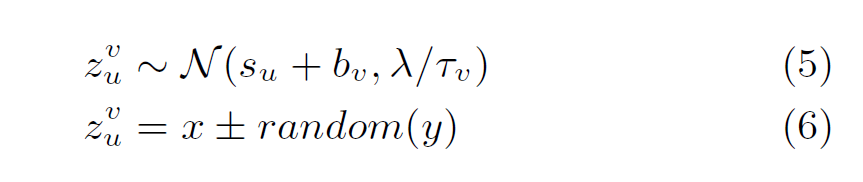 z_u^v ∼ 𝒩(s_u + b_v, λ/τ_v) (5)
z_u^v = x ± random(y) (6)